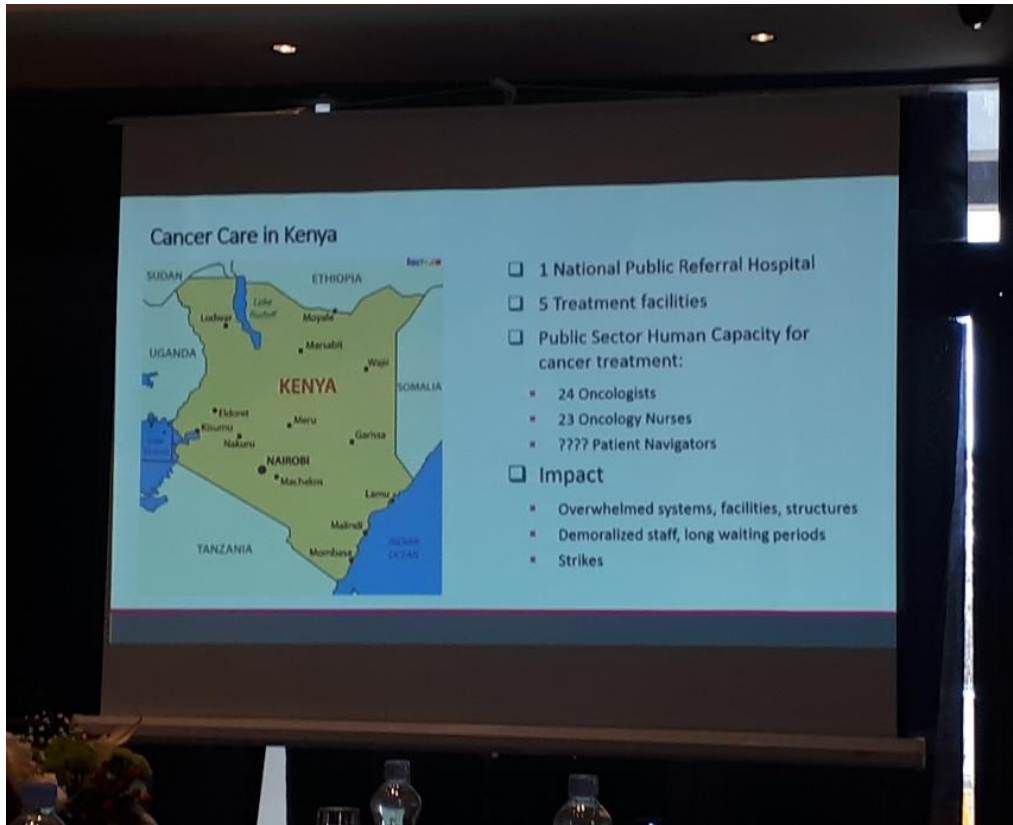 Cancer Care in Kenya
SUDAN
ETHIOPIA
Lake
Lodwar
Moyale
Marsabit
UGANDA
Wajir
KENYA
SOMALIA
Eldoret
Kisumu
Meru
Nakuru
Garissa
NAIROBI
Machakos
Lamu
Malindi
TANZANIA
INDIAN
OCEAN
Mombasa
1 National Public Referral Hospital
5 Treatment facilities
Public Sector Human Capacity for
cancer treatment:
24 Oncologists
23 Oncology Nurses
???? Patient Navigators
Impact
Overwhelmed systems, facilities, structures
Demoralized staff, long waiting periods
Strikes